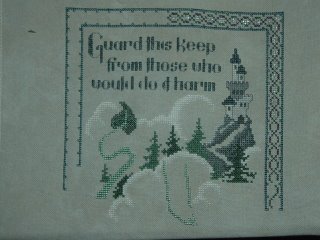 Guard this Keep
from those who
would do it harm